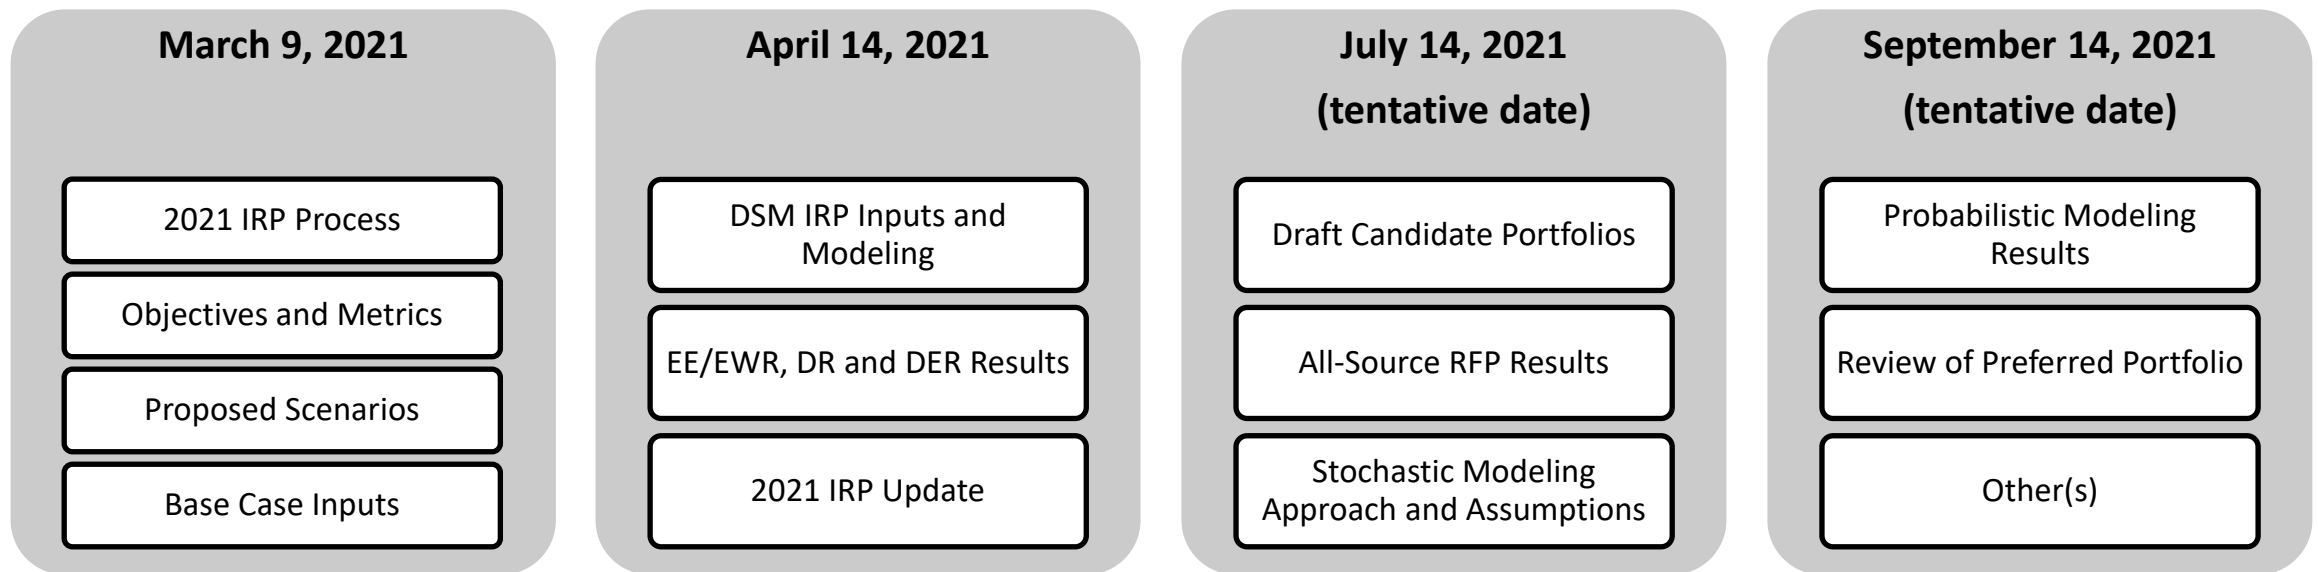 March 9, 2021
2021 IRP Process
Objectives and Metrics
Proposed Scenarios
Base Case Inputs
April 14, 2021
DSM IRP Inputs and
Modeling
EE/EWR, DR and DER Results
2021 IRP Update
July 14, 2021
(tentative date)
Draft Candidate Portfolios
All-Source RFP Results
Stochastic Modeling
Approach and Assumptions
September 14, 2021
(tentative date)
Probabilistic Modeling
Results
Review of Preferred Portfolio
Other(s)